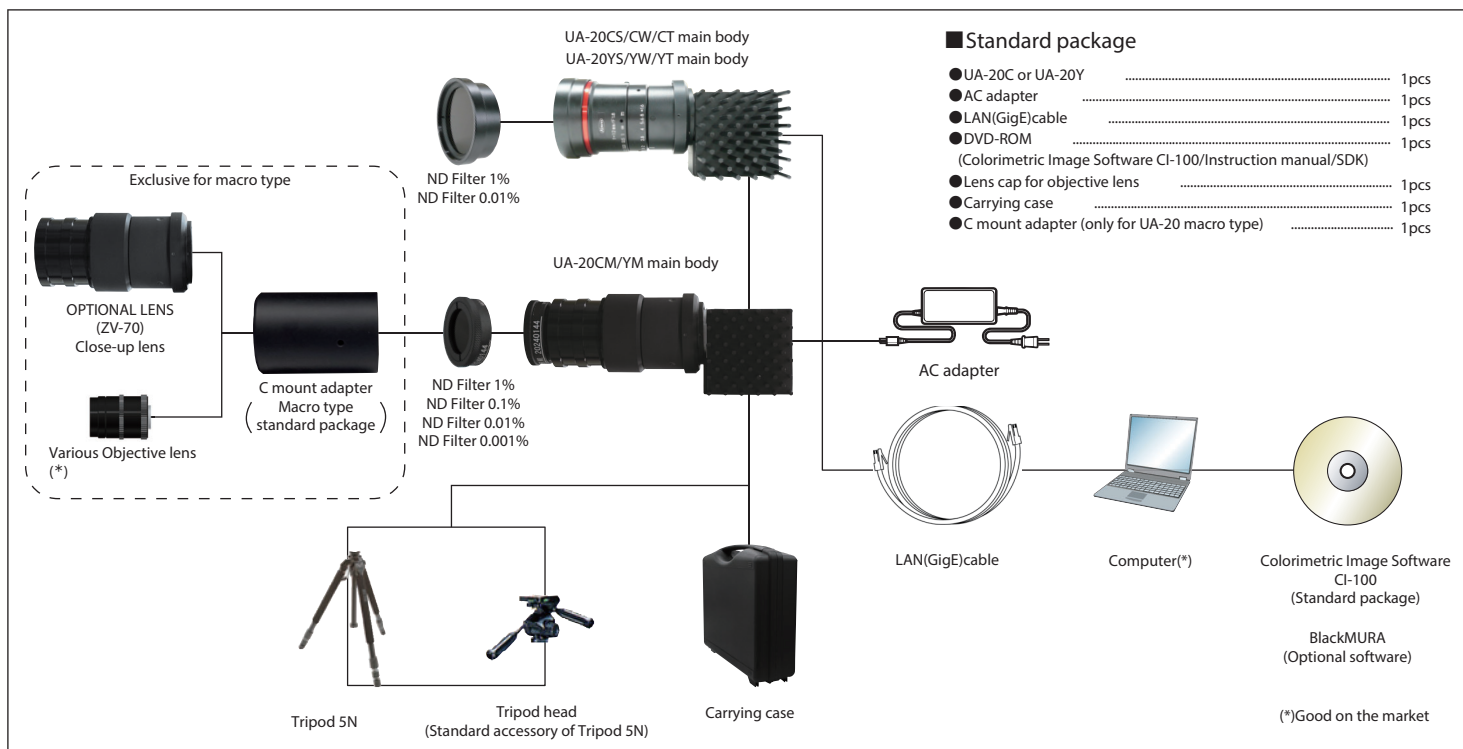 UA-20CS/CW/CT main body
UA-20YS/YW/YT main body
■Standard package
●UA-20C or UA-20Y ........ 1pcs
●AC adapter ........ 1pcs
●LAN(GigE)cable ........ 1pcs
●DVD-ROM ........ 1pcs
(Colorimetric Image Software CI-100/Instruction manual/SDK)
●Lens cap for objective lens ........ 1pcs
●Carrying case ........ 1pcs
●C mount adapter (only for UA-20 macro type) ........ 1pcs
ND Filter 1%
ND Filter 0.01%
Exclusive for macro type
OPTIONAL LENS
(ZV-70)
Close-up lens
C mount adapter
(Macro type
standard package)
Various Objective lens
(*)
UA-20CM/YM main body
20240144
ND Filter 1%
ND Filter 0.1%
ND Filter 0.01%
ND Filter 0.001%
AC adapter
LAN(GigE)cable
Computer(*)
Colorimetric Image Software
CI-100
(Standard package)
BlackMURA
(Optional software)
Tripod 5N
Tripod head
(Standard accessory of Tripod 5N)
Carrying case
(*)Good on the market